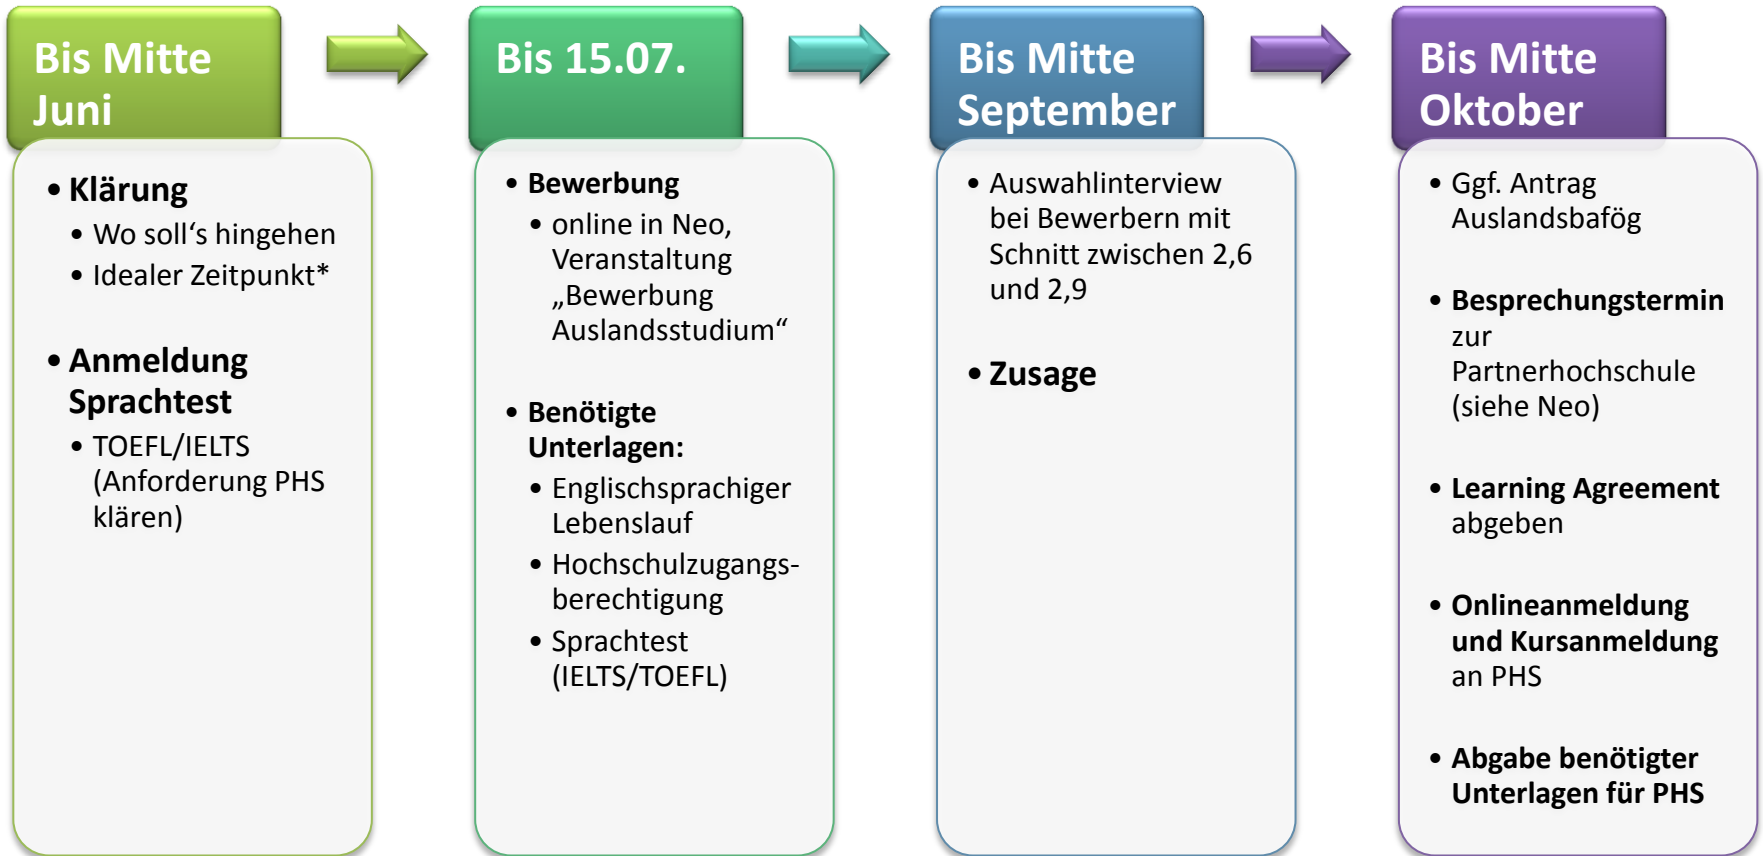 Bis Mitte
Juni
• Klärung
• Wo soll‘s hingehen
• Idealer Zeitpunkt*
• Anmeldung
Sprachtest
• TOEFL/IELTS
(Anforderung PHS
klären)
Bis 15.07.
• Bewerbung
• online in Neo,
Veranstaltung
„Bewerbung
Auslandsstudium“
• Benötigte
Unterlagen:
• Englischsprachiger
Lebenslauf
• Hochschulzugangs-
berechtigung
• Sprachtest
(IELTS/TOEFL)
Bis Mitte
September
• Auswahlinterview
bei Bewerbern mit
Schnitt zwischen 2,6
und 2,9
• Zusage
Bis Mitte
Oktober
• Ggf. Antrag
Auslandsbafög
• Besprechungstermin
zur
Partnerhochschule
(siehe Neo)
• Learning Agreement
abgeben
• Onlineanmeldung
und Kursanmeldung
an PHS
• Abgabe benötigter
Unterlagen für PHS